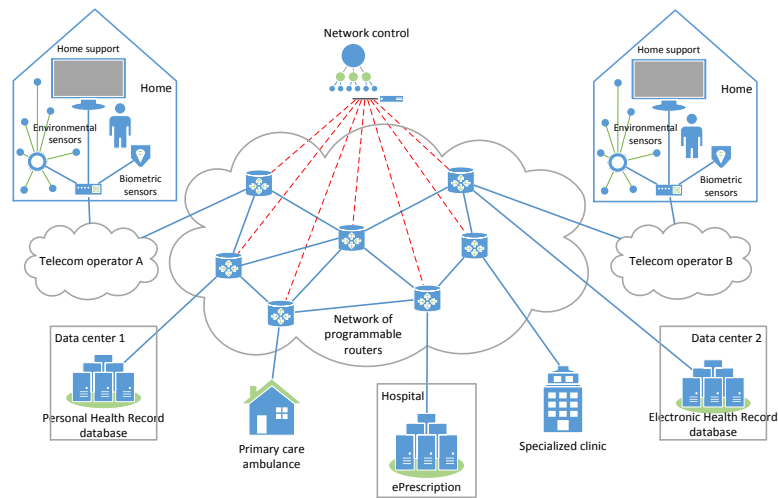 Network control
Home support
Home
Environmental
sensors
Biometric
sensors
Home support
Home
Environmental
sensors
Biometric
sensors
Telecom operator A
Telecom operator B
Network of
programmable
routers
Data center 1
Personal Health Record
database
Data center 2
Electronic Health Record
database
Primary care
ambulance
Hospital
ePrescription
Specialized clinic